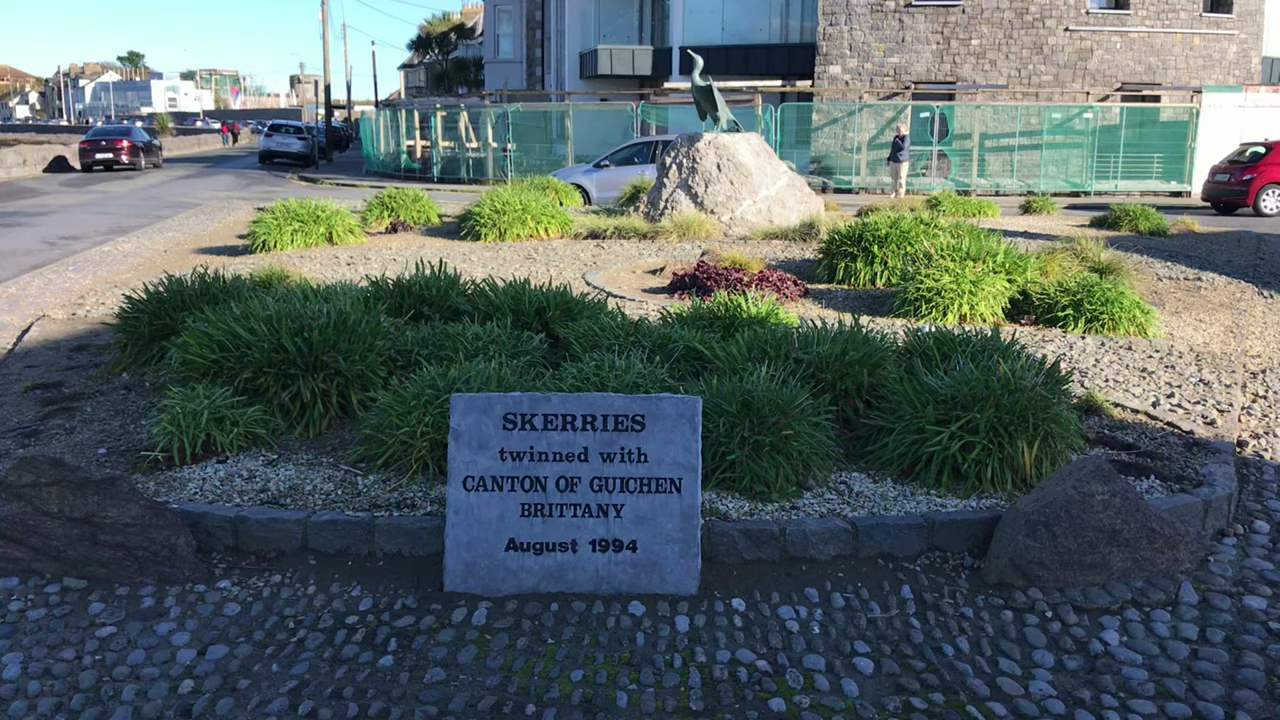 SKERRIES
twinned with
CANTON OF GUICHEN
BRITTANY
August 1994